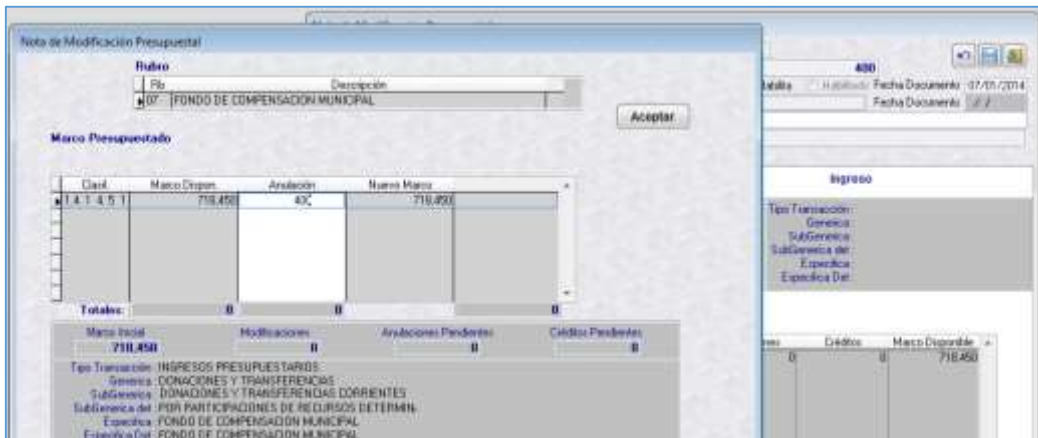 Nota de Modificación Presupuestal
Rubro
Rb Descripción
07 FONDO DE COMPENSACION MUNICIPAL
Aceptar
Marco Presupuestado
Clasif. Marco Dispon. Anulación Nuevo Marco
1 4 1 4 5 1 718,450 400 718,450
Totales: 0 0 0
Marco Inicial Modificaciones Anulaciones Pendientes Créditos Pendientes
718,450 0 0 0
Tipo Transacción INGRESOS PRESUPUESTARIOS
Generica DONACIONES Y TRANSFERENCIAS
SubGenerica DONACIONES Y TRANSFERENCIAS CORRIENTES
SubGenerica det POR PARTICIPACIONES DE RECURSOS DETERMIN
Especifica FONDO DE COMPENSACION MUNICIPAL
Especifica Det FONDO DE COMPENSACION MUNICIPAL
400
Habilitado Fecha Documento 07/01/2014
Fecha Documento / /
Ingreso
Tipo Transacción:
Generica:
SubGenerica:
SubGenerica det:
Especifica:
Especifica Det:
Créditos Marco Disponible
0 0 718,450